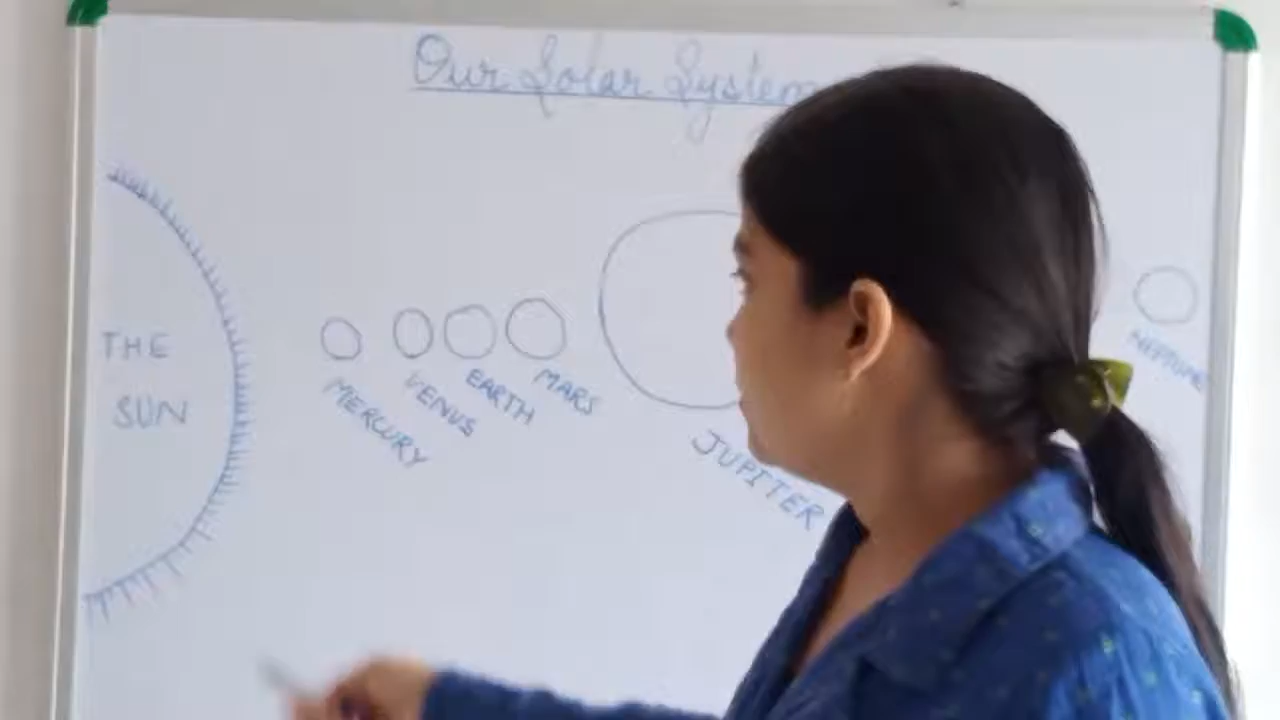 Our Solar System
THE
SUN
MERCURY
VENUS
EARTH
MARS
JUPITER
NEPTUNE